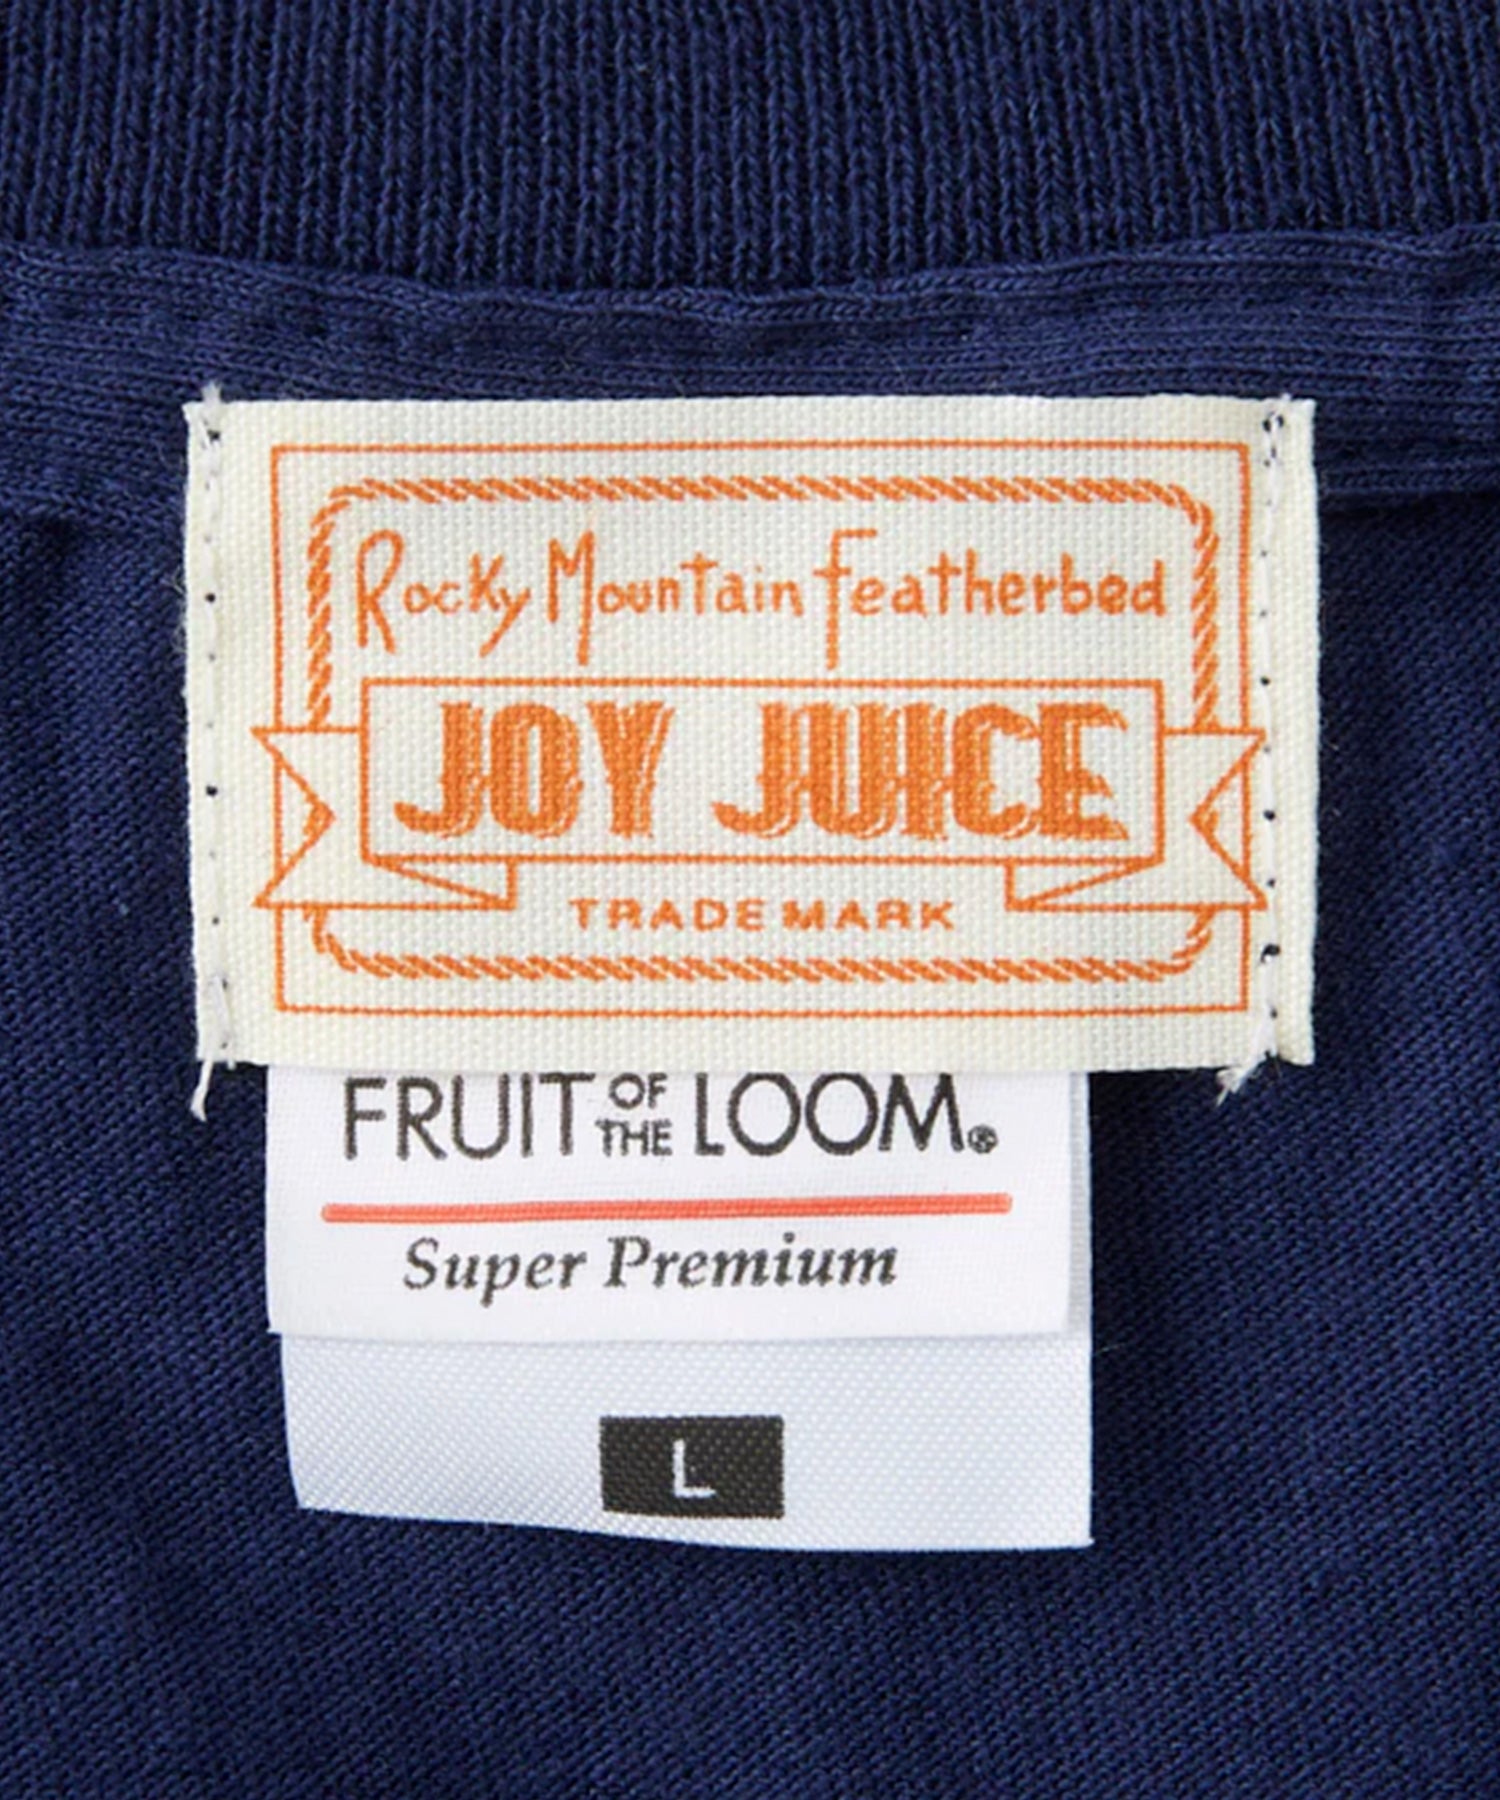 Rocky Mountain Featherbed
JOY JUICE
TRADE MARK
FRUIT OF THE LOOM®
Super Premium
L